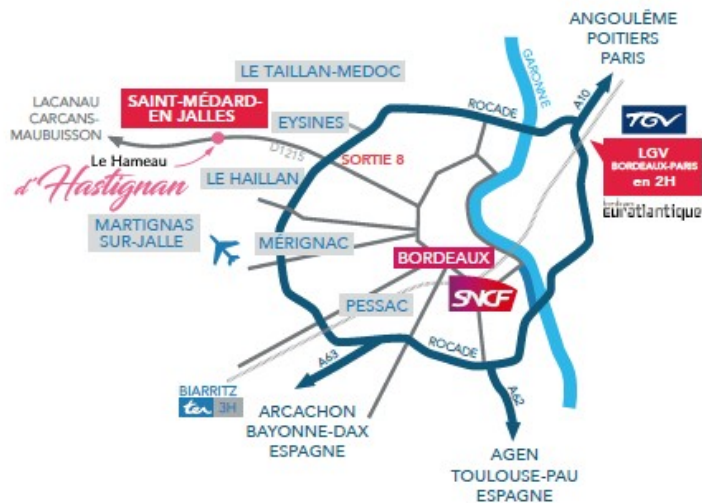 ANGOULÊME
POITIERS
PARIS
GARONNE
A10
LE TAILLAN-MEDOC
ROCADE
TGV
LGV
BORDEAUX-PARIS
en 2H
euratlantique
LACANAU
CARCANS-
MAUBUISSON
SAINT-MÉDARD-
EN JALLES
EYSINES
D1215
SORTIE 8
Le Hameau
d'Hastignan
LE HAILLAN
MARTIGNAS
SUR-JALLE
MÉRIGNAC
BORDEAUX
SNCF
PESSAC
ROCADE
A63
A62
BIARRITZ
ter 3H
ARCACHON
BAYONNE-DAX
ESPAGNE
AGEN
TOULOUSE-PAU
ESPAGNE